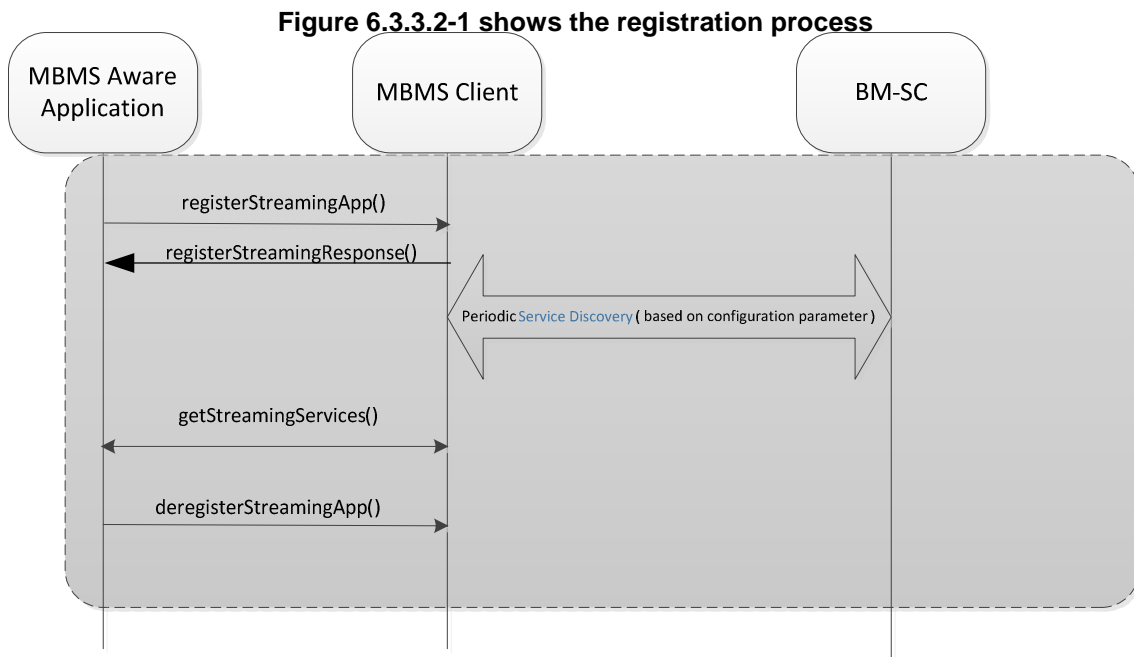 Figure 6.3.3.2-1 shows the registration process
MBMS Aware
Application
MBMS Client
BM-SC
registerStreamingApp()
registerStreamingResponse()
Periodic Service Discovery ( based on configuration parameter )
getStreamingServices()
deregisterStreamingApp()